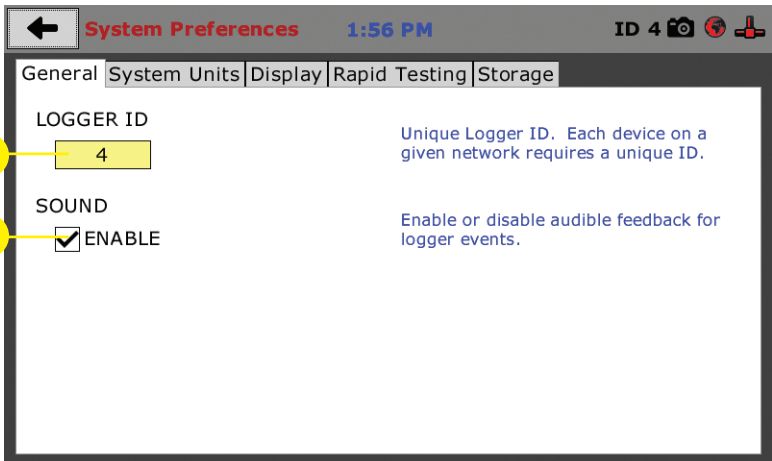 System Preferences 1:56 PM ID 4
General System Units Display Rapid Testing Storage
LOGGER ID
4
Unique Logger ID. Each device on a
given network requires a unique ID.
SOUND
ENABLE
Enable or disable audible feedback for
logger events.